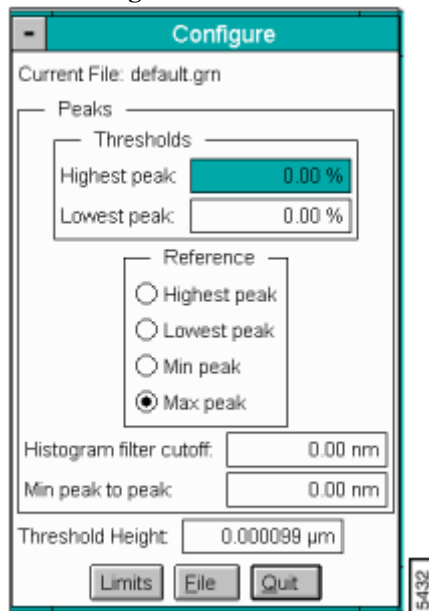 Configure
Current File: default.grn
Peaks
Thresholds
Highest peak: 0.00 %
Lowest peak: 0.00 %
Reference
Highest peak
Lowest peak
Min peak
Max peak
Histogram filter cutoff: 0.00 nm
Min peak to peak: 0.00 nm
Threshold Height: 0.000099 µm
Limits File Quit
5432